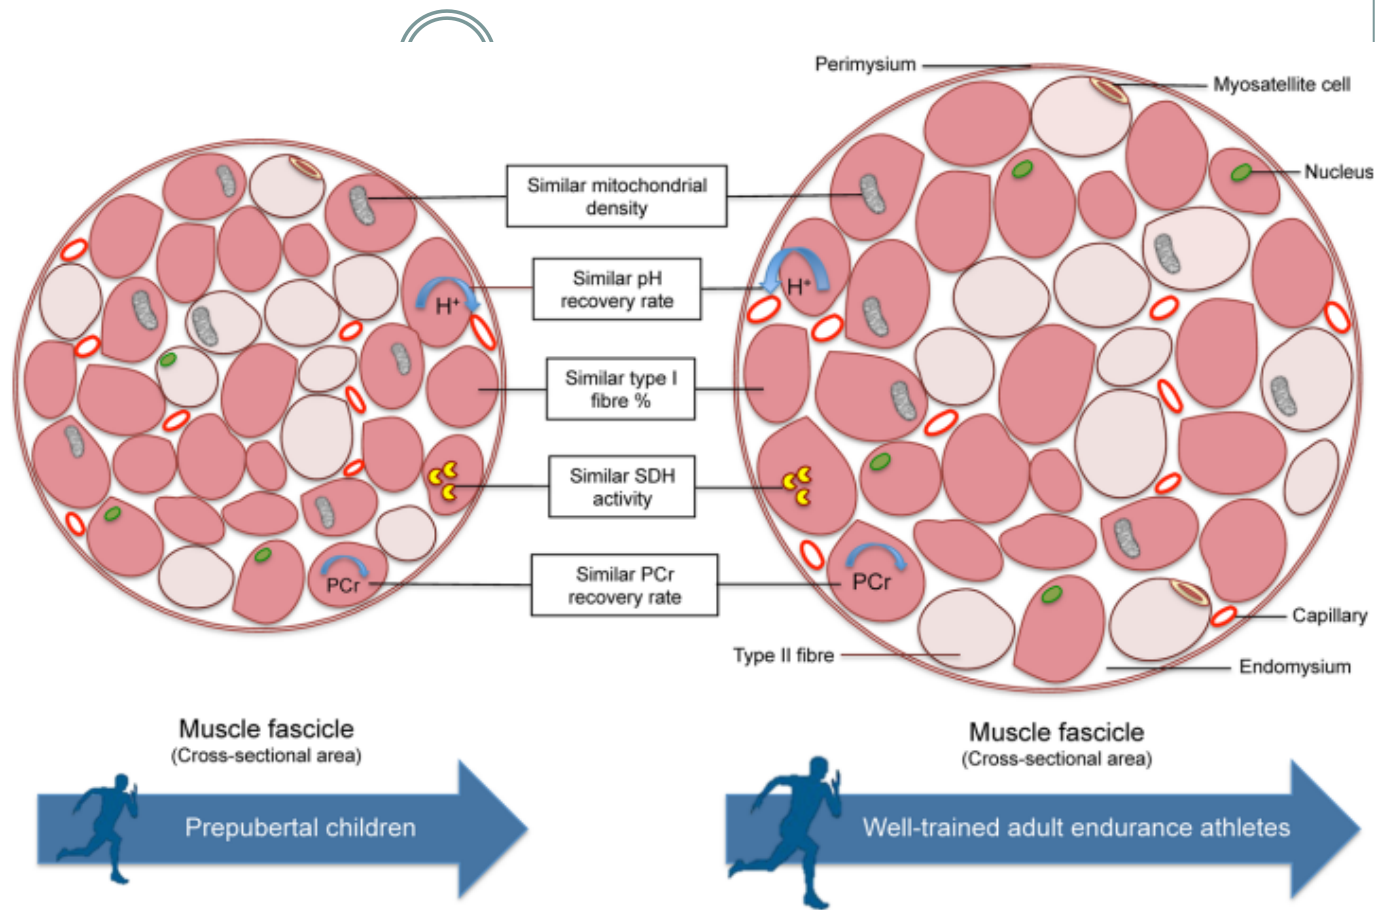 Perimysium
Myosatellite cell
Nucleus
Similar mitochondrial
density
Similar pH
recovery rate
H⁺
H⁺
Similar type I
fibre %
Similar SDH
activity
Similar PCr
recovery rate
PCr
PCr
Capillary
Type II fibre
Endomysium
Muscle fascicle
(Cross-sectional area)
Muscle fascicle
(Cross-sectional area)
Prepubertal children
Well-trained adult endurance athletes